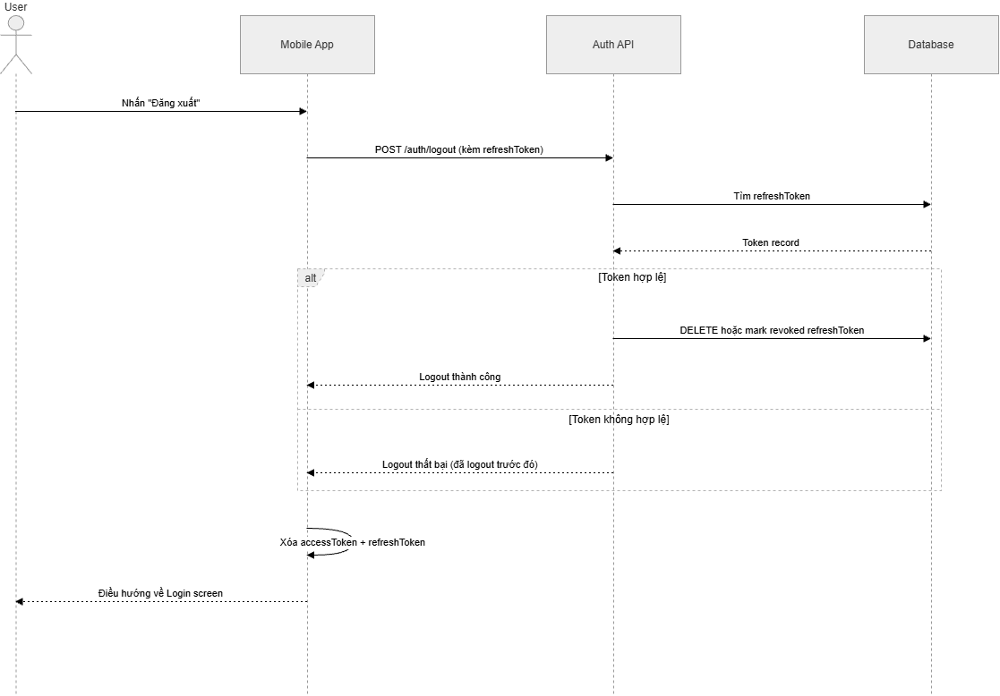 User
Mobile App
Auth API
Database
Nhấn "Đăng xuất"
POST /auth/logout (kèm refreshToken)
Tìm refreshToken
Token record
alt
[Token hợp lệ]
DELETE hoặc mark revoked refreshToken
Logout thành công
[Token không hợp lệ]
Logout thất bại (đã logout trước đó)
Xóa accessToken + refreshToken
Điều hướng về Login screen